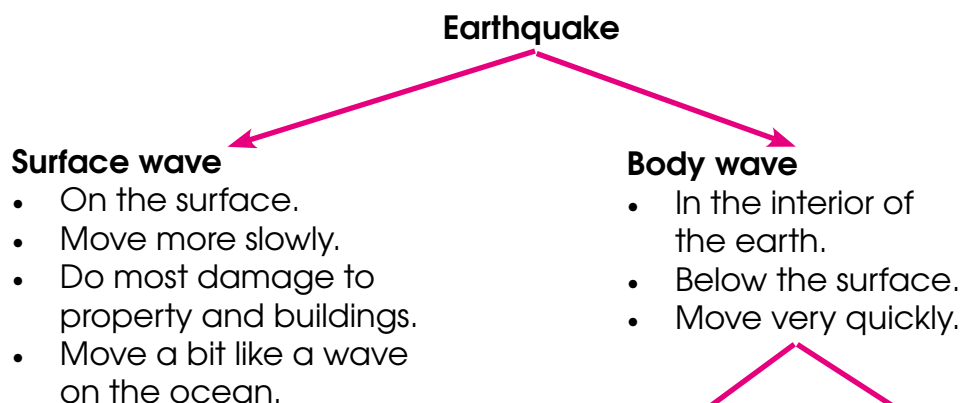 Earthquake
Surface wave
• On the surface.
• Move more slowly.
• Do most damage to
property and buildings.
• Move a bit like a wave
on the ocean.
Body wave
• In the interior of
the earth.
• Below the surface.
• Move very quickly.